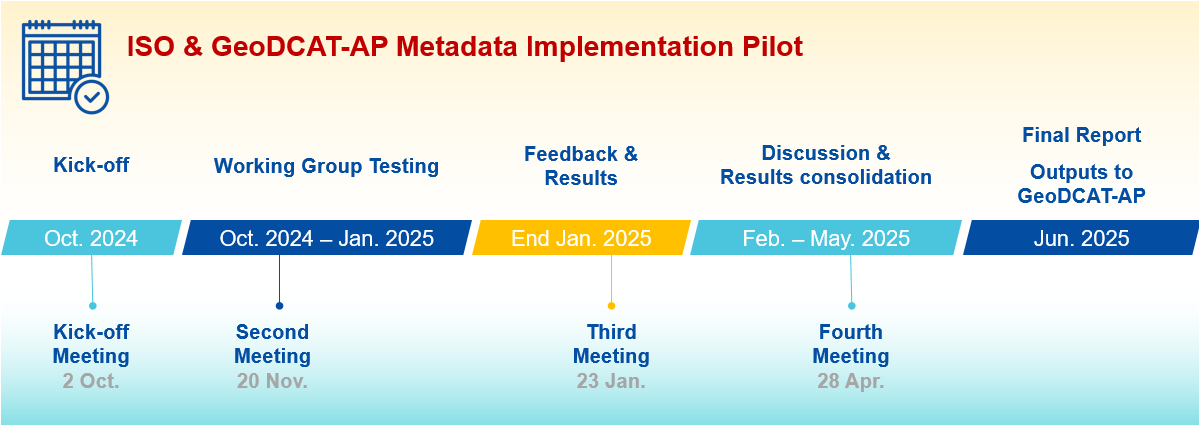 ISO & GeoDCAT-AP Metadata Implementation Pilot
Kick-off
Working Group Testing
Feedback &
Results
Discussion &
Results consolidation
Final Report
Outputs to
GeoDCAT-AP
Oct. 2024
Oct. 2024 – Jan. 2025
End Jan. 2025
Feb. – May. 2025
Jun. 2025
Kick-off
Meeting
2 Oct.
Second
Meeting
20 Nov.
Third
Meeting
23 Jan.
Fourth
Meeting
28 Apr.